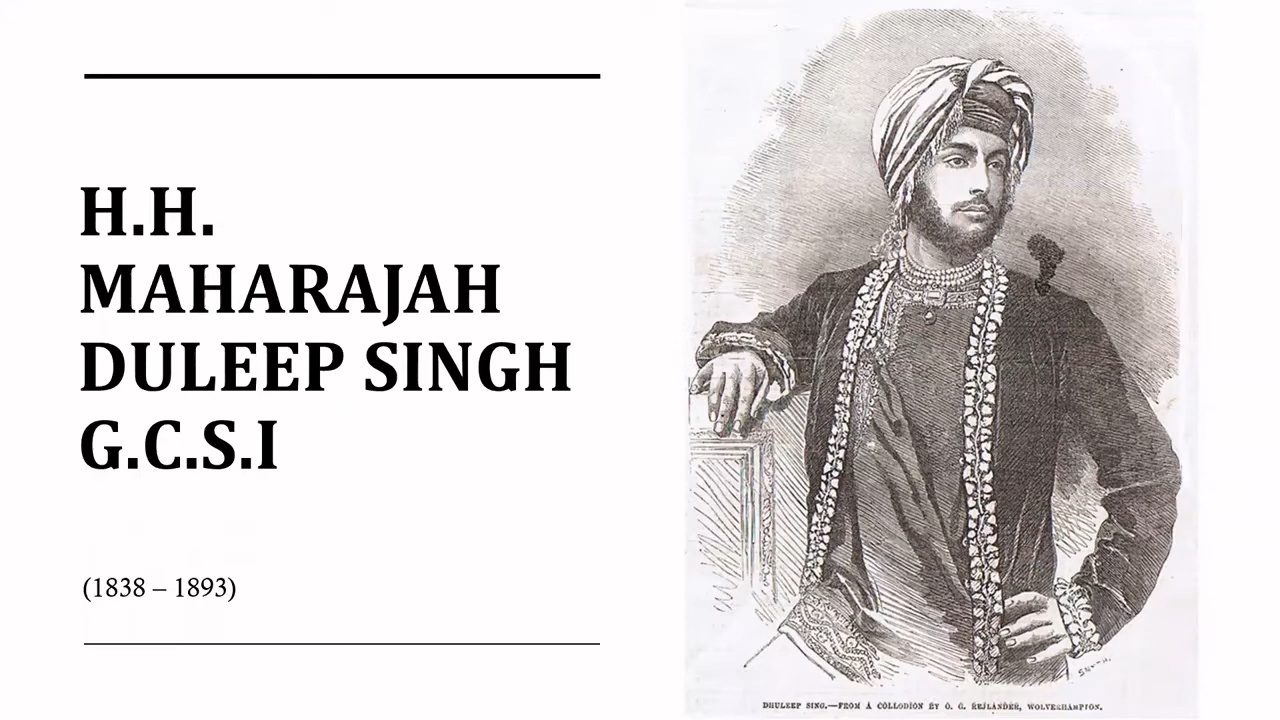 H.H.
MAHARAJAH
DULEEP SINGH
G.C.S.I
(1838 – 1893)
DHULEEP SING.—FROM A COLLODION BY O. G. REJLANDER, WOLVERHAMPTON.